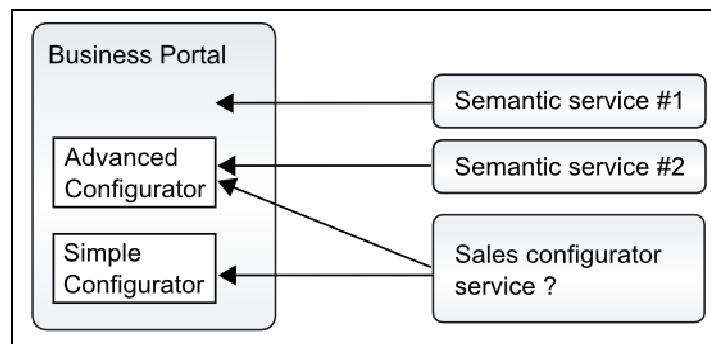 Business Portal
Semantic service #1
Advanced
Configurator
Semantic service #2
Simple
Configurator
Sales configurator
service ?